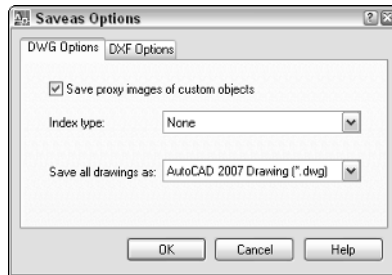 Saveas Options
DWG Options DXF Options
Save proxy images of custom objects
Index type: None
Save all drawings as: AutoCAD 2007 Drawing (*.dwg)
OK Cancel Help